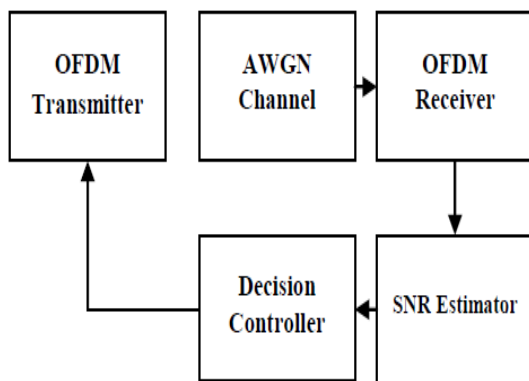 OFDM
Transmitter
AWGN
Channel
OFDM
Receiver
Decision
Controller
SNR Estimator